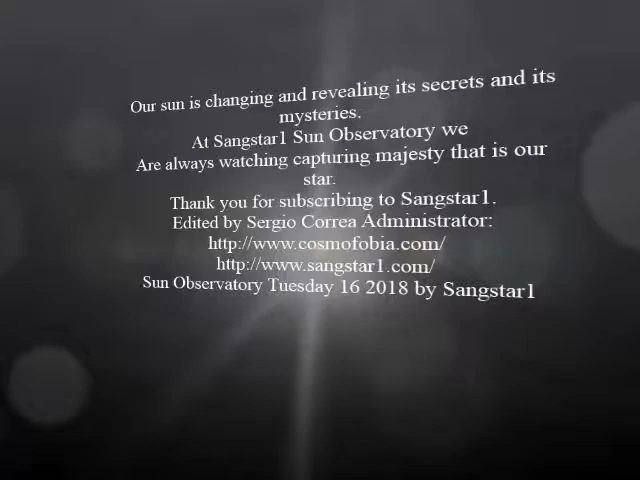 Our sun is changing and revealing its secrets and its
mysteries.
At Sangstar1 Sun Observatory we
Are always watching capturing majesty that is our
star.
Thank you for subscribing to Sangstar1.
Edited by Sergio Correa Administrator:
http://www.cosmofobia.com/
http://www.sangstar1.com/
Sun Observatory Tuesday 16 2018 by Sangstar1